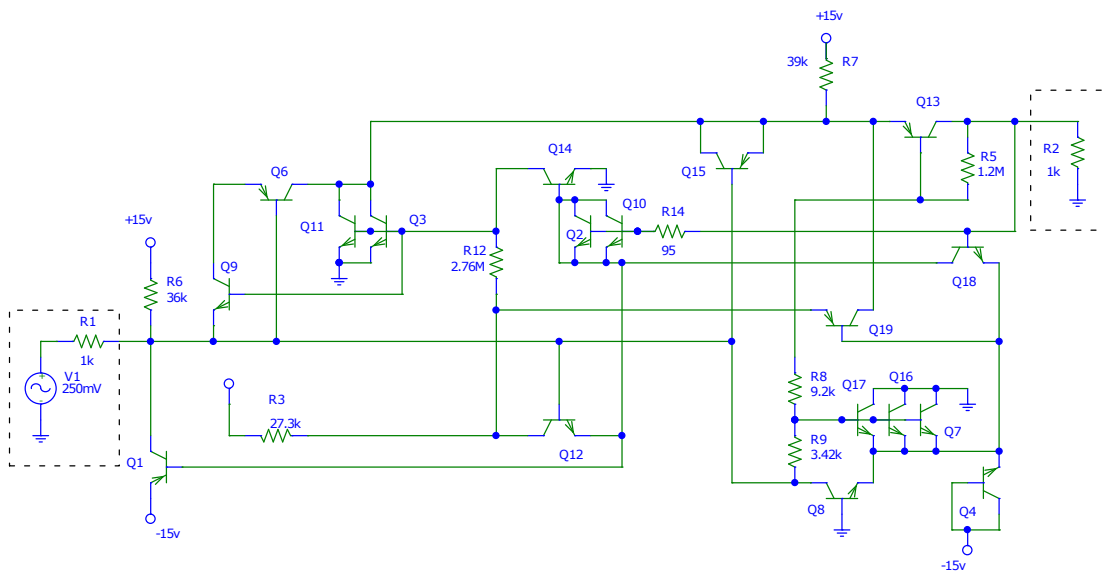 +15v
39k R7
Q13
Q14
Q15
R2
1k
Q6
R5
1.2M
Q11
Q3
Q10
+15v
Q2
R14
95
R12
2.76M
Q9
Q18
R6
36k
R1
1k
Q19
V1
250mV
R3
27.3k
R8
9.2k
Q17
Q16
R9
3.42k
Q7
Q1
Q12
Q8
Q4
-15v
-15v